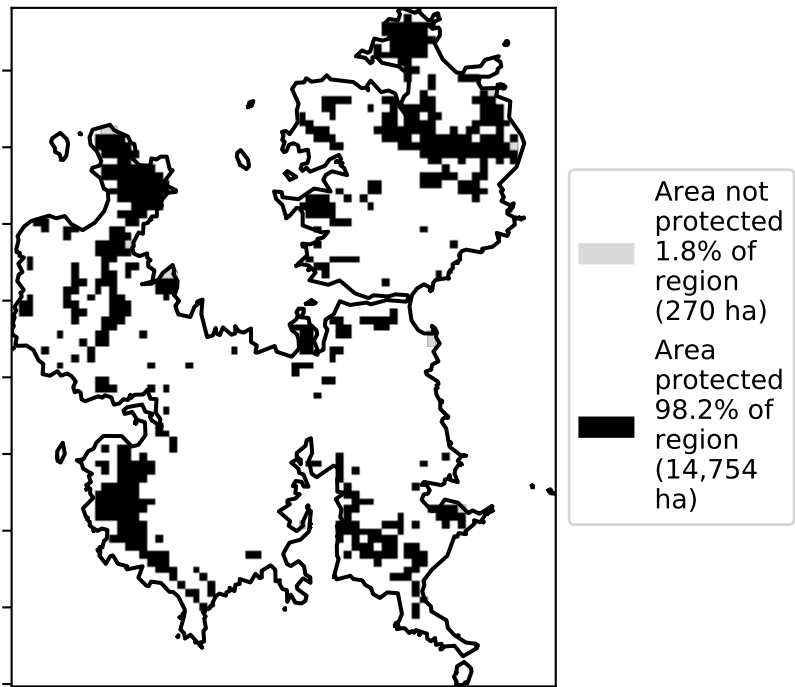 Area not
protected
1.8% of
region
(270 ha)
Area
protected
98.2% of
region
(14,754
ha)